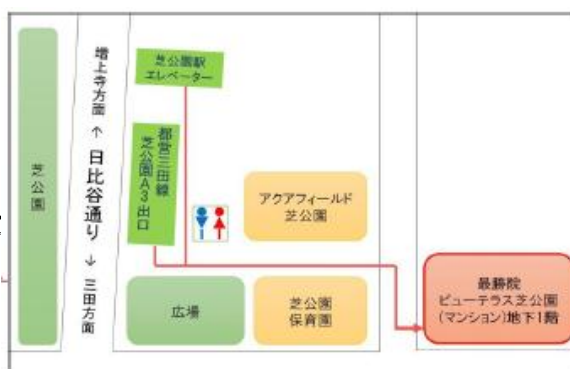 芝公園
増上寺方面
↑
日比谷通り
↓
三田方面
芝公園駅
エレベーター
都営三田線
芝公園A3出口
アクアフィールド
芝公園
広場
芝公園
保育園
最勝院
ビューテラス芝公園
(マンション)地下1階